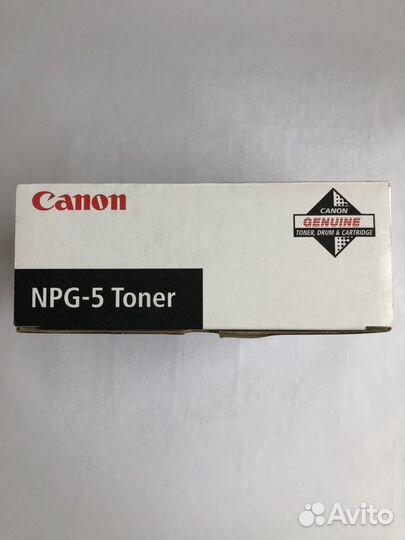 Canon
CANON
GENUINE
TONER, DRUM & CARTRIDGE
NPG-5 Toner
Avito